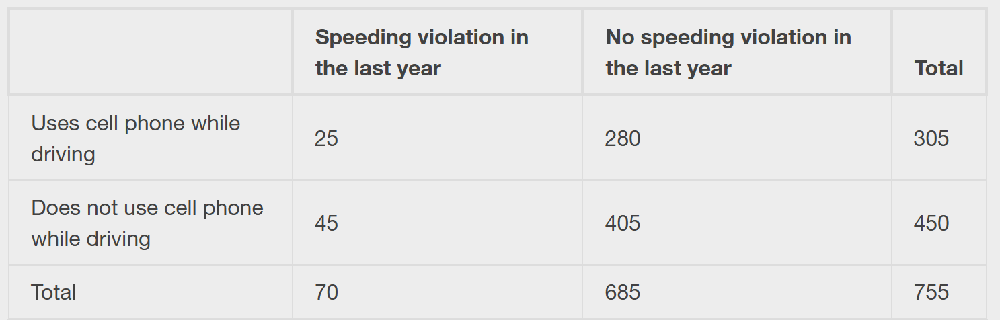 Speeding violation in
the last year
No speeding violation in
the last year
Total
Uses cell phone while
driving
25
280
305
Does not use cell phone
while driving
45
405
450
Total
70
685
755